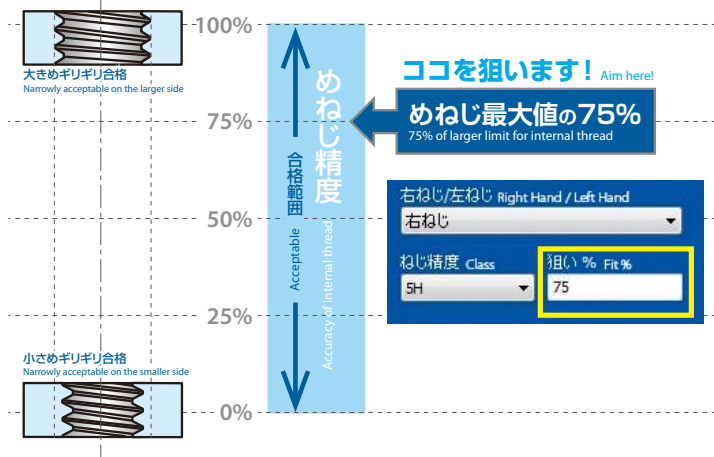 大きめギリギリ合格
Narrowly acceptable on the larger side
100%
75%
50%
25%
0%
小さめギリギリ合格
Narrowly acceptable on the smaller side
めねじ精度
Accuracy of internal thread
合格範囲
Acceptable
ココを狙います!
Aim here!
めねじ最大値の75%
75% of larger limit for internal thread
右ねじ/左ねじ Right Hand / Left Hand
右ねじ
ねじ精度 Class
狙い % Fit %
5H
75